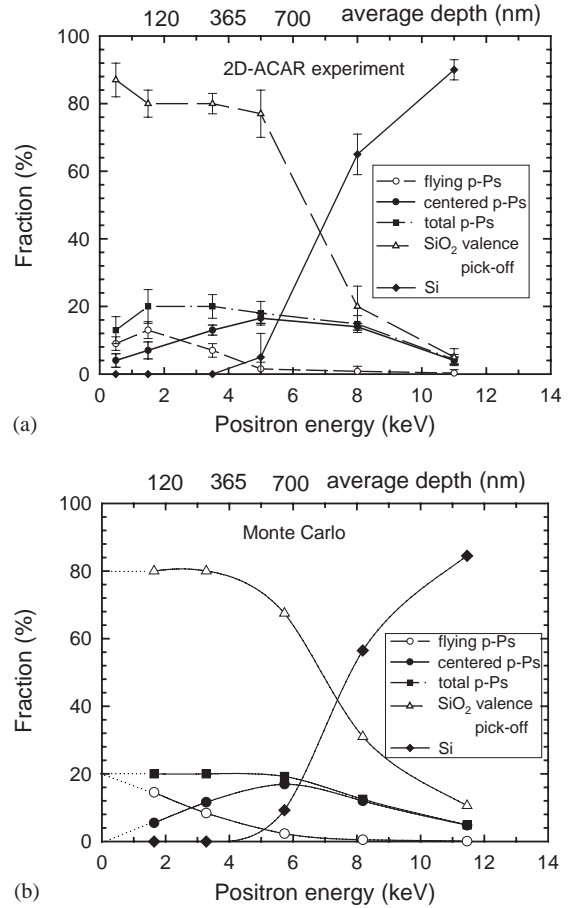 120 365 700 average depth (nm)
100
80
60
40
20
0
Fraction (%)
2D-ACAR experiment
flying p-Ps
centered p-Ps
total p-Ps
SiO2 valence
pick-off
Si
0 2 4 6 8 10 12 14
(a) Positron energy (keV)
120 365 700 average depth (nm)
100
80
60
40
20
0
Fraction (%)
Monte Carlo
flying p-Ps
centered p-Ps
total p-Ps
SiO2 valence
pick-off
Si
0 2 4 6 8 10 12 14
(b) Positron energy (keV)